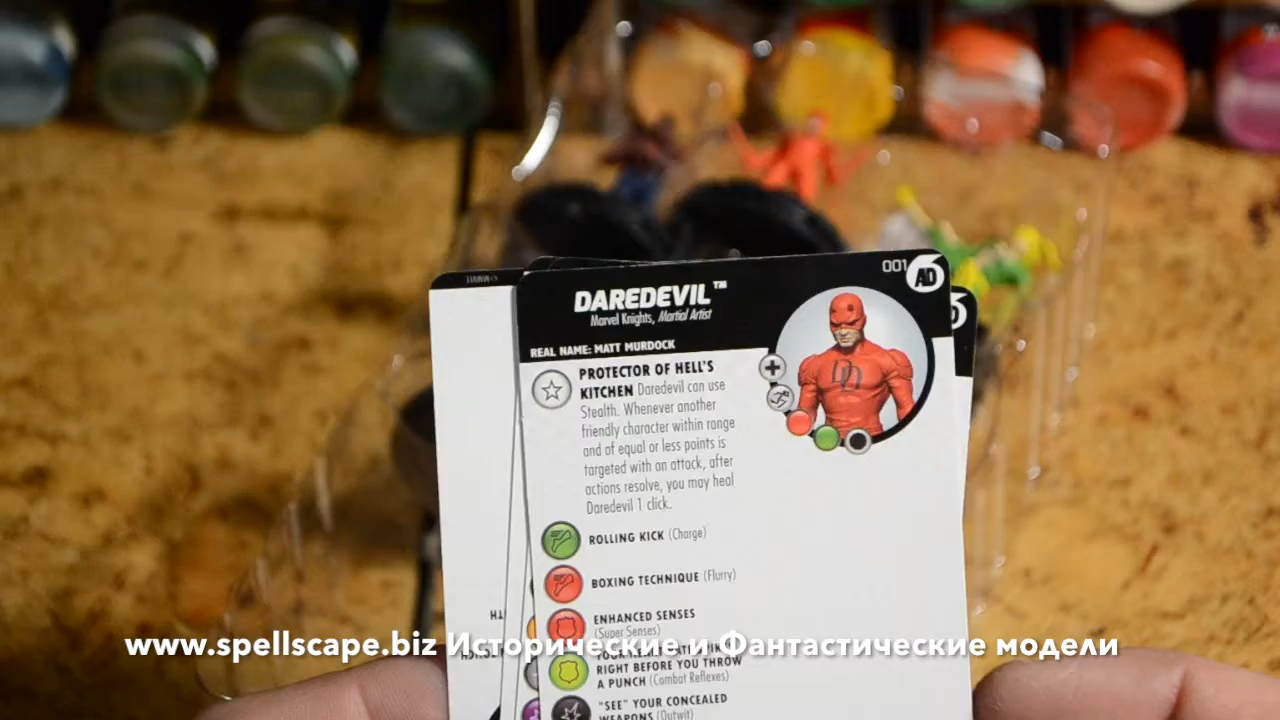 001
AD
DAREDEVIL™
Marvel Knights, Martial Artist
REAL NAME: MATT MURDOCK
PROTECTOR OF HELL'S
KITCHEN Daredevil can use
Stealth. Whenever another
friendly character within range
and of equal or less points is
targeted with an attack, after
actions resolve, you may heal
Daredevil 1 click.
ROLLING KICK (Charge)
BOXING TECHNIQUE (Flurry)
ENHANCED SENSES
(Super Senses)
RIGHT BEFORE YOU THROW
A PUNCH (Combat Reflexes)
"SEE" YOUR CONCEALED
WEAPONS (Outwit)
www.spellscape.biz Исторические и Фантастические модели